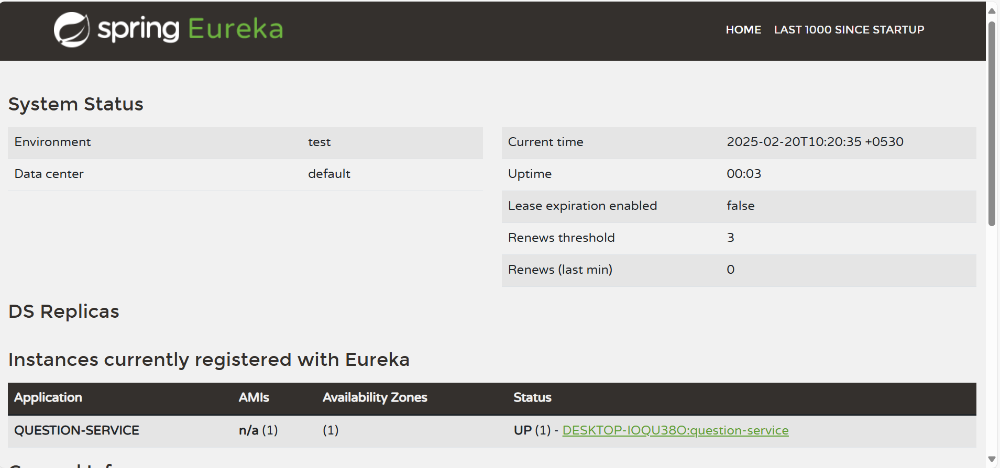 spring Eureka
HOME LAST 1000 SINCE STARTUP
System Status
Environment test
Data center default
Current time 2025-02-20T10:20:35 +0530
Uptime 00:03
Lease expiration enabled false
Renews threshold 3
Renews (last min) 0
DS Replicas
Instances currently registered with Eureka
Application AMIs Availability Zones Status
QUESTION-SERVICE n/a (1) (1) UP (1) - DESKTOP-IOQU38O:question-service